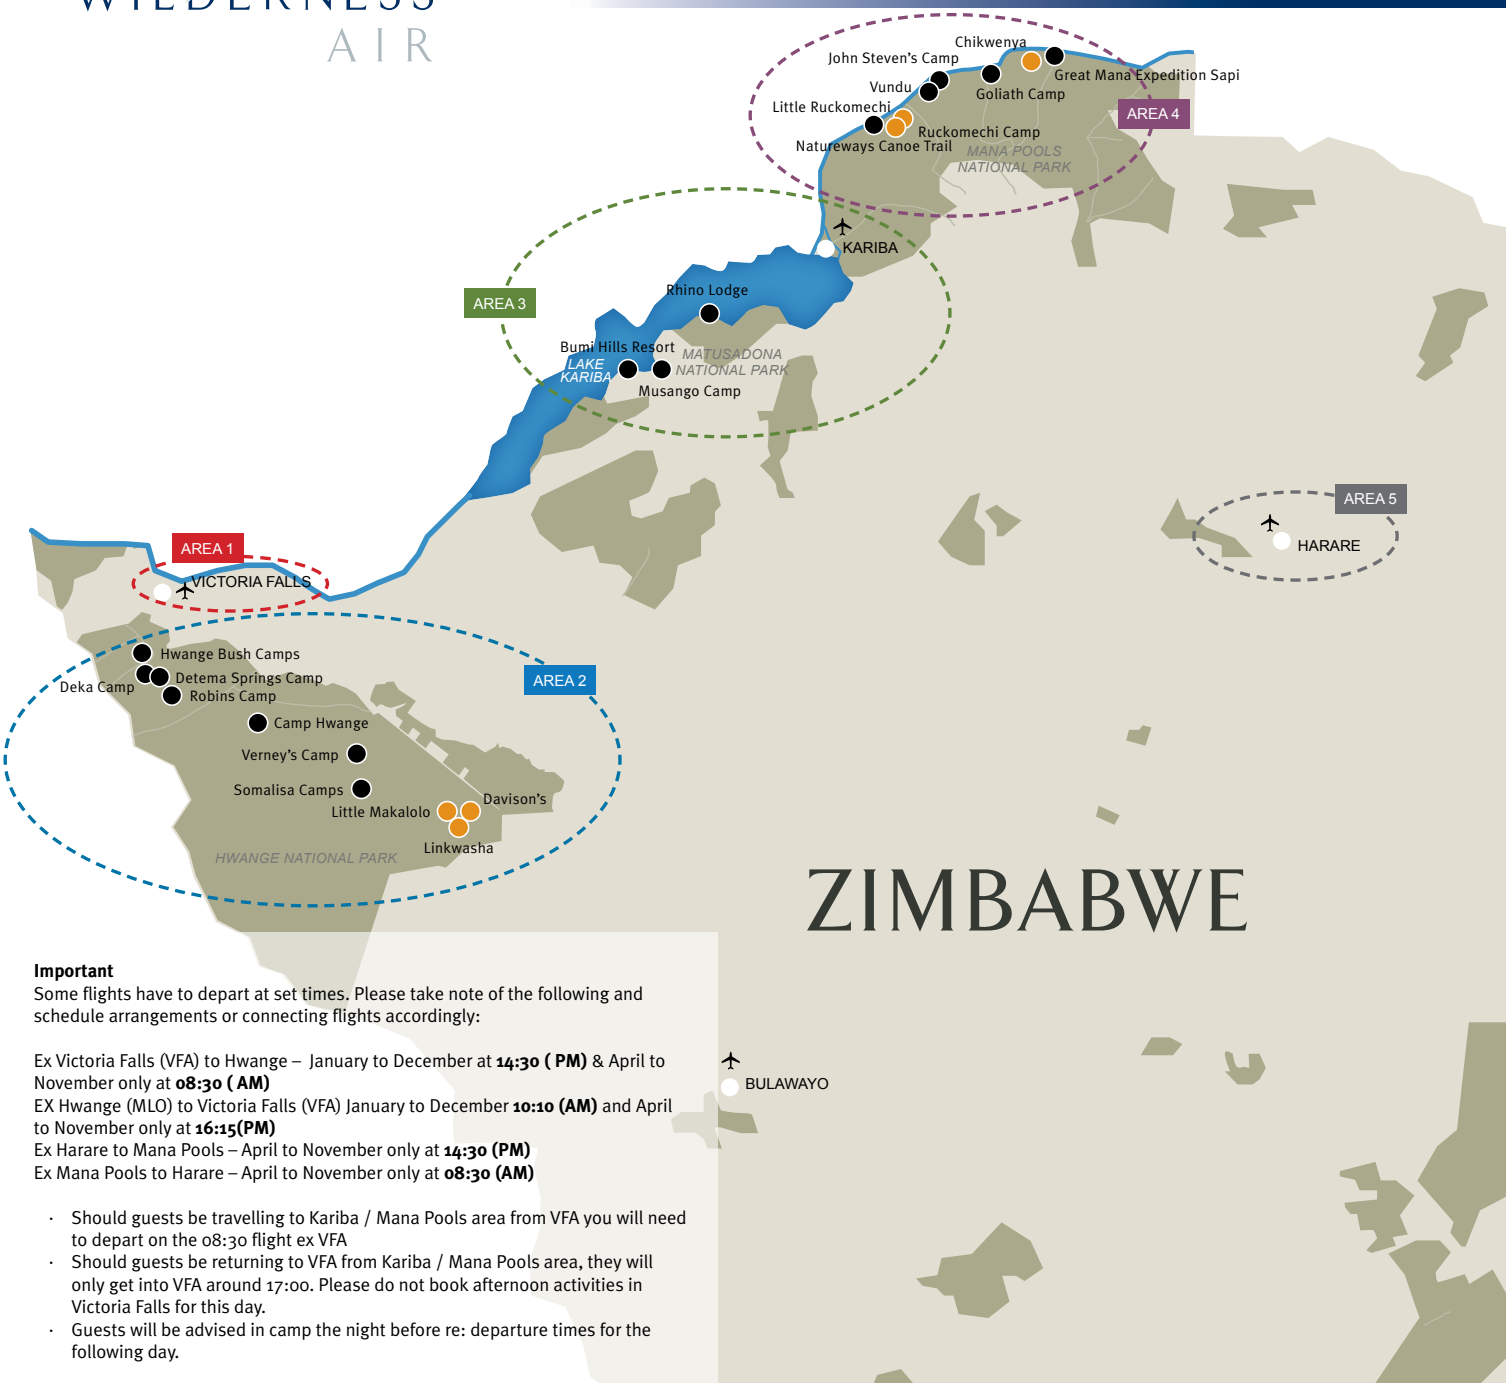 WILDERNESS
AIR
Chikwenya
John Steven's Camp
Great Mana Expedition Sapi
Vundu
Goliath Camp
Little Ruckomechi
AREA 4
Ruckomechi Camp
Natureways Canoe Trail
MANA POOLS
NATIONAL PARK
KARIBA
AREA 3
Rhino Lodge
Bumi Hills Resort
MATUSADONA
NATIONAL PARK
LAKE
KARIBA
Musango Camp
AREA 5
HARARE
AREA 1
VICTORIA FALLS
Hwange Bush Camps
Deka Camp
Detema Springs Camp
Robins Camp
AREA 2
Camp Hwange
Verney's Camp
Somalisa Camps
Davison's
Little Makalolo
Linkwasha
HWANGE NATIONAL PARK
ZIMBABWE
BULAWAYO
Important
Some flights have to depart at set times. Please take note of the following and
schedule arrangements or connecting flights accordingly:
Ex Victoria Falls (VFA) to Hwange – January to December at 14:30 ( PM) & April to
November only at 08:30 ( AM)
EX Hwange (MLO) to Victoria Falls (VFA) January to December 10:10 (AM) and April
to November only at 16:15(PM)
Ex Harare to Mana Pools – April to November only at 14:30 (PM)
Ex Mana Pools to Harare – April to November only at 08:30 (AM)
· Should guests be travelling to Kariba / Mana Pools area from VFA you will need
to depart on the 08:30 flight ex VFA
· Should guests be returning to VFA from Kariba / Mana Pools area, they will
only get into VFA around 17:00. Please do not book afternoon activities in
Victoria Falls for this day.
· Guests will be advised in camp the night before re: departure times for the
following day.